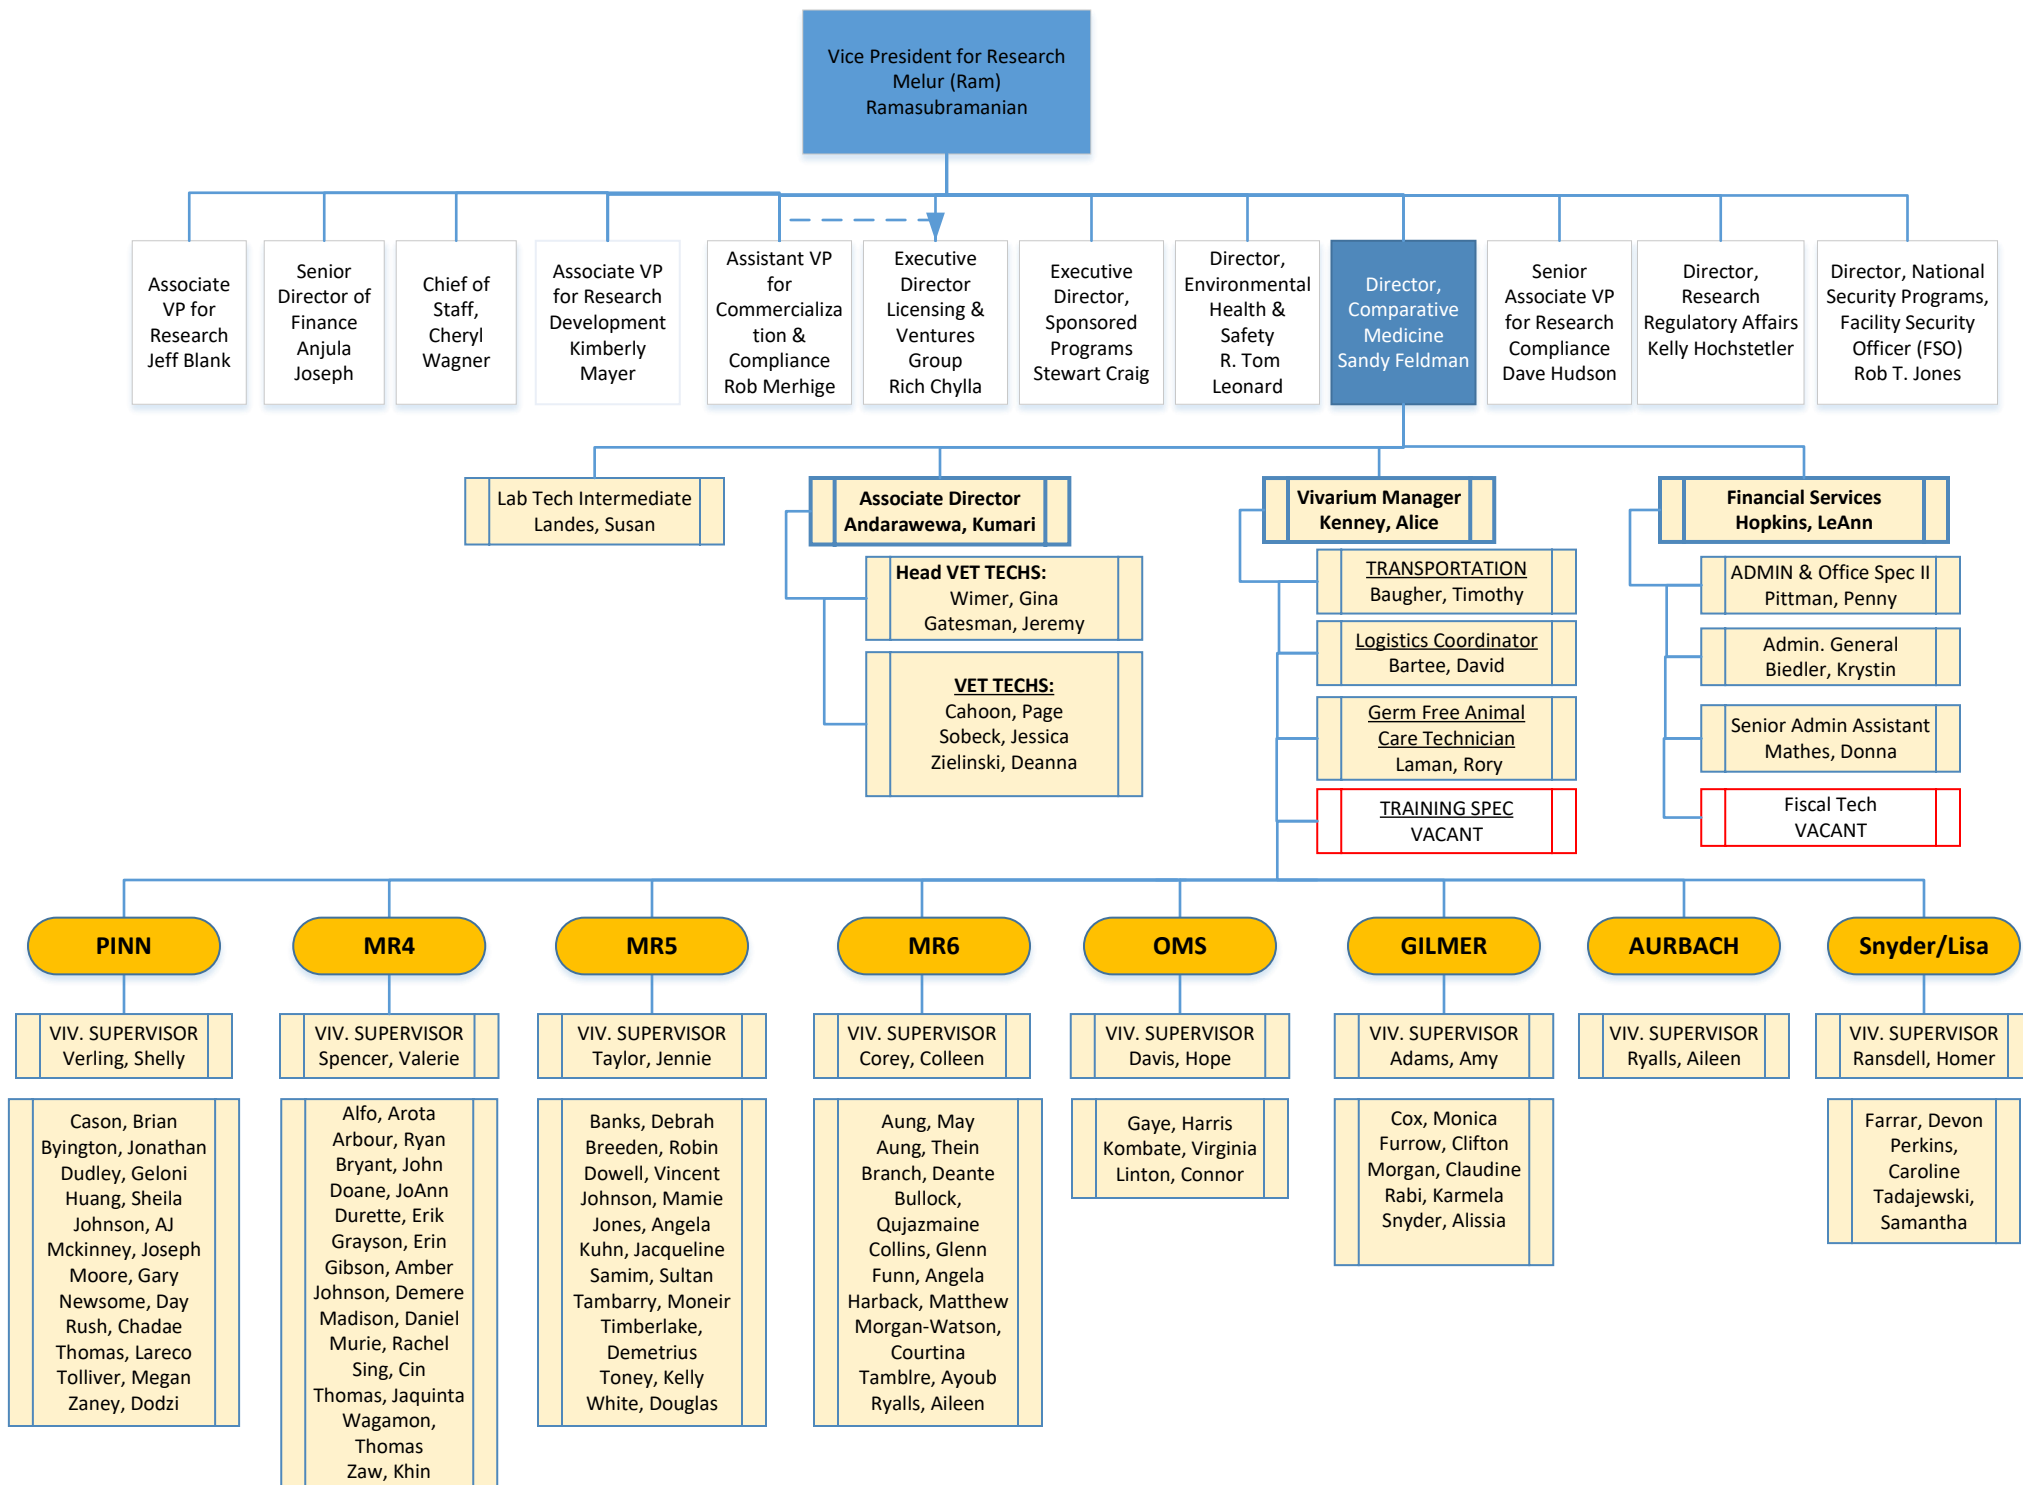 Vice President for Research
Melur (Ram)
Ramasubramanian
Associate
VP for
Research
Jeff Blank
Senior
Director of
Finance
Anjula
Joseph
Chief of
Staff,
Cheryl
Wagner
Associate VP
for Research
Development
Kimberly
Mayer
Assistant VP
for
Commercializa
tion &
Compliance
Rob Merhige
Executive
Director
Licensing &
Ventures
Group
Rich Chylla
Executive
Director,
Sponsored
Programs
Stewart Craig
Director,
Environmental
Health &
Safety
R. Tom
Leonard
Director,
Comparative
Medicine
Sandy Feldman
Senior
Associate VP
for Research
Compliance
Dave Hudson
Director,
Research
Regulatory Affairs
Kelly Hochstetler
Director, National
Security Programs,
Facility Security
Officer (FSO)
Rob T. Jones
Lab Tech Intermediate
Landes, Susan
Associate Director
Andarawewa, Kumari
Head VET TECHS:
Wimer, Gina
Gatesman, Jeremy
VET TECHS:
Cahoon, Page
Sobeck, Jessica
Zielinski, Deanna
Vivarium Manager
Kenney, Alice
TRANSPORTATION
Baugher, Timothy
Logistics Coordinator
Bartee, David
Germ Free Animal
Care Technician
Laman, Rory
TRAINING SPEC
VACANT
Financial Services
Hopkins, LeAnn
ADMIN & Office Spec II
Pittman, Penny
Admin. General
Biedler, Krystin
Senior Admin Assistant
Mathes, Donna
Fiscal Tech
VACANT
PINN
VIV. SUPERVISOR
Verling, Shelly
Cason, Brian
Byington, Jonathan
Dudley, Geloni
Huang, Sheila
Johnson, AJ
Mckinney, Joseph
Moore, Gary
Newsome, Day
Rush, Chadae
Thomas, Lareco
Tolliver, Megan
Zaney, Dodzi
MR4
VIV. SUPERVISOR
Spencer, Valerie
Alfo, Arota
Arbour, Ryan
Bryant, John
Doane, JoAnn
Durette, Erik
Grayson, Erin
Gibson, Amber
Johnson, Demere
Madison, Daniel
Murie, Rachel
Sing, Cin
Thomas, Jaquinta
Wagamon,
Thomas
Zaw, Khin
MR5
VIV. SUPERVISOR
Taylor, Jennie
Banks, Debrah
Breeden, Robin
Dowell, Vincent
Johnson, Mamie
Jones, Angela
Kuhn, Jacqueline
Samim, Sultan
Tambarry, Moneir
Timberlake,
Demetrius
Toney, Kelly
White, Douglas
MR6
VIV. SUPERVISOR
Corey, Colleen
Aung, May
Aung, Thein
Branch, Deante
Bullock,
Qujazmaine
Collins, Glenn
Funn, Angela
Harback, Matthew
Morgan-Watson,
Courtina
Tamblre, Ayoub
Ryalls, Aileen
OMS
VIV. SUPERVISOR
Davis, Hope
Gaye, Harris
Kombate, Virginia
Linton, Connor
GILMER
VIV. SUPERVISOR
Adams, Amy
Cox, Monica
Furrow, Clifton
Morgan, Claudine
Rabi, Karmela
Snyder, Alissia
AURBACH
VIV. SUPERVISOR
Ryalls, Aileen
Snyder/Lisa
VIV. SUPERVISOR
Ransdell, Homer
Farrar, Devon
Perkins,
Caroline
Tadajewski,
Samantha